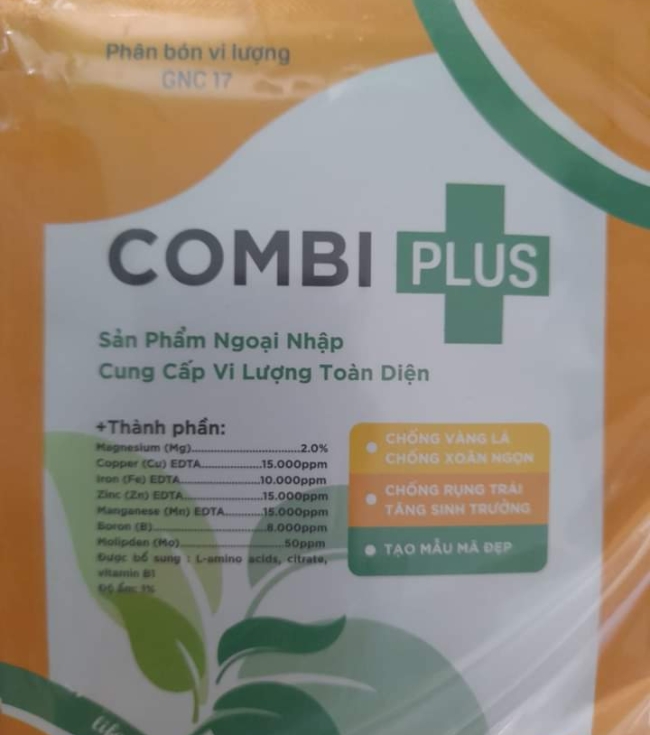 Phân bón vi lượng
GNC 17
COMBI PLUS
Sản Phẩm Ngoại Nhập
Cung Cấp Vi Lượng Toàn Diện
+Thành phần:
Magnesium (Mg)..........................2.0%
Copper (Cu) EDTA..............15.000ppm
Iron (Fe) EDTA....................10.000ppm
Zinc (Zn) EDTA....................15.000ppm
Manganese (Mn) EDTA........15.000ppm
Boron (B)............................8.000ppm
Molipden (Mo)..........................50ppm
Được bổ sung : L-amino acids, citrate,
vitamin B1
Độ ẩm: 1%
CHỐNG VÀNG LÁ
CHỐNG XOĂN NGỌN
CHỐNG RỤNG TRÁI
TĂNG SINH TRƯỞNG
TẠO MẪU MÃ ĐẸP